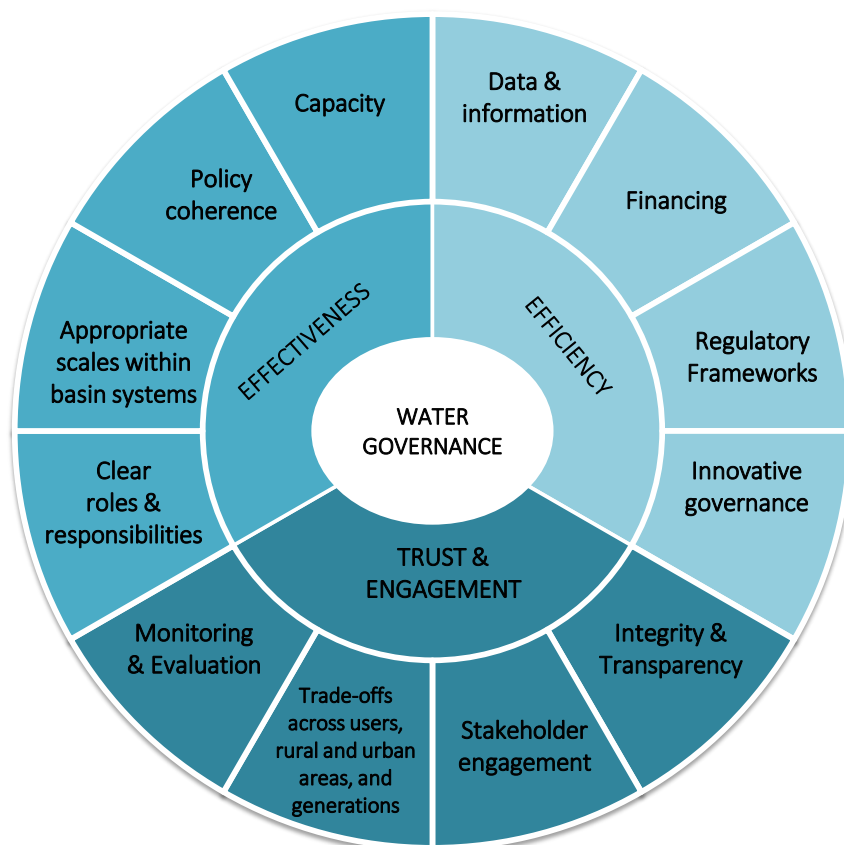 Capacity
Data &
information
Policy
coherence
Financing
Appropriate
scales within
basin systems
EFFECTIVENESS
EFFICIENCY
Regulatory
Frameworks
WATER
GOVERNANCE
Clear
roles &
responsibilities
Innovative
governance
TRUST &
ENGAGEMENT
Monitoring
& Evaluation
Integrity &
Transparency
Trade-offs
across users,
rural and urban
areas, and
generations
Stakeholder
engagement